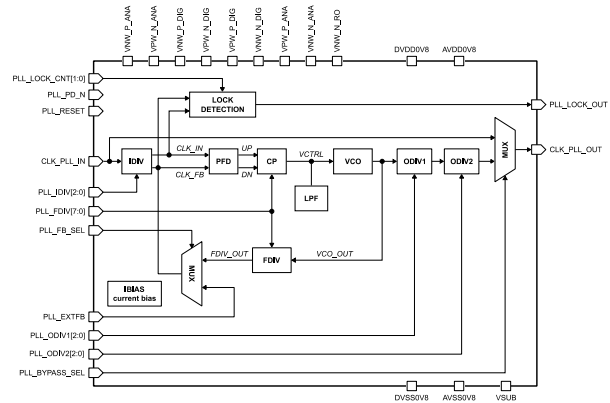 VNW_P_ANA
VPW_N_ANA
VNW_P_DIG
VPW_N_DIG
VPW_P_DIG
VNW_N_DIG
VPW_P_ANA
VNW_N_ANA
VNW_N_RO
DVDD0V8
AVDD0V8
PLL_LOCK_CNT[1:0]
PLL_PD_N
PLL_RESET
LOCK
DETECTION
PLL_LOCK_OUT
CLK_PLL_IN
IDIV
CLK_IN
CLK_FB
PFD
UP
DN
CP
VCTRL
LPF
VCO
ODIV1
ODIV2
MUX
CLK_PLL_OUT
PLL_IDIV[2:0]
PLL_FDIV[7:0]
PLL_FB_SEL
MUX
FDIV_OUT
FDIV
VCO_OUT
IBIAS
current bias
PLL_EXTFB
PLL_ODIV1[2:0]
PLL_ODIV2[2:0]
PLL_BYPASS_SEL
DVSS0V8
AVSS0V8
VSUB